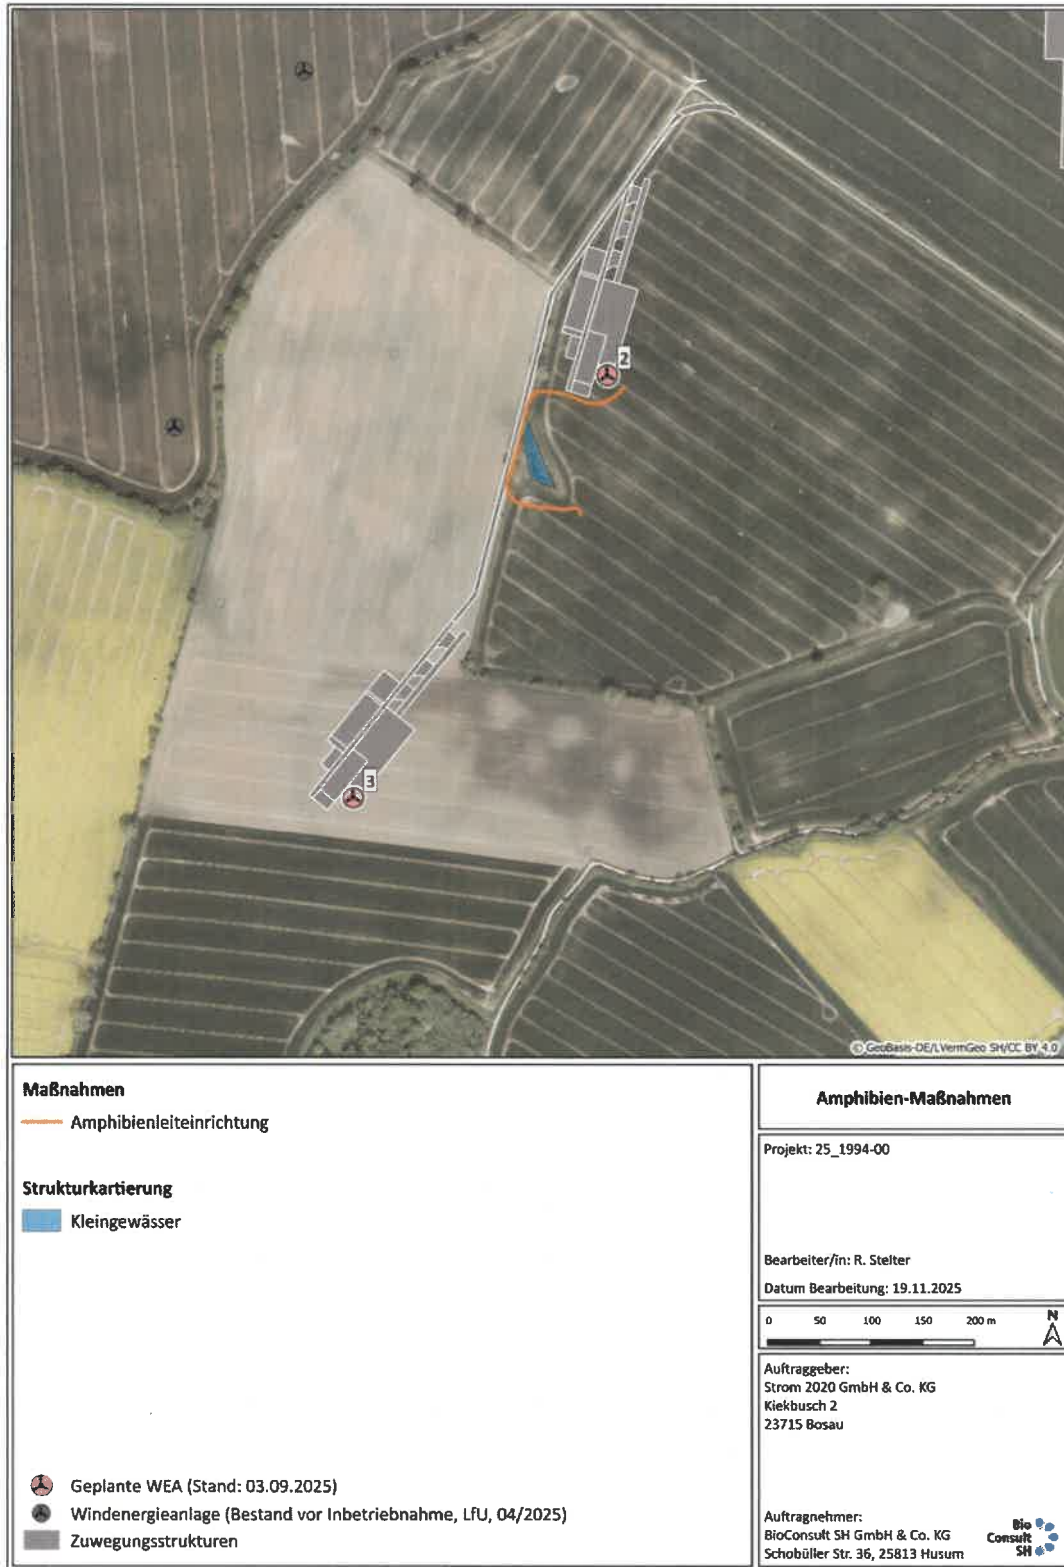 2
3
© GeoBasis-DE/LVermGeo SH/CC BY 4.0
Maßnahmen
Amphibienleiteinrichtung
Strukturkartierung
Kleingewässer
Geplante WEA (Stand: 03.09.2025)
Windenergieanlage (Bestand vor Inbetriebnahme, LfU, 04/2025)
Zuwegungsstrukturen
Amphibien-Maßnahmen
Projekt: 25_1994-00
Bearbeiter/in: R. Stelter
Datum Bearbeitung: 19.11.2025
0 50 100 150 200 m
N
Auftraggeber:
Strom 2020 GmbH & Co. KG
Kiekbusch 2
23715 Bosau
Auftragnehmer:
BioConsult SH GmbH & Co. KG
Schobüller Str. 36, 25813 Husum
Bio
Consult
SH